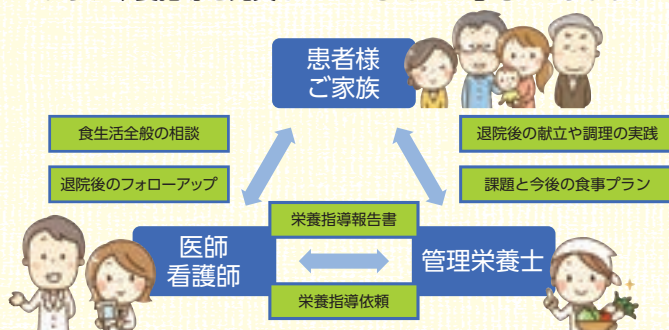 患者様
ご家族
食生活全般の相談
退院後の献立や調理の実践
退院後のフォローアップ
課題と今後の食事プラン
栄養指導報告書
医師
看護師
管理栄養士
栄養指導依頼